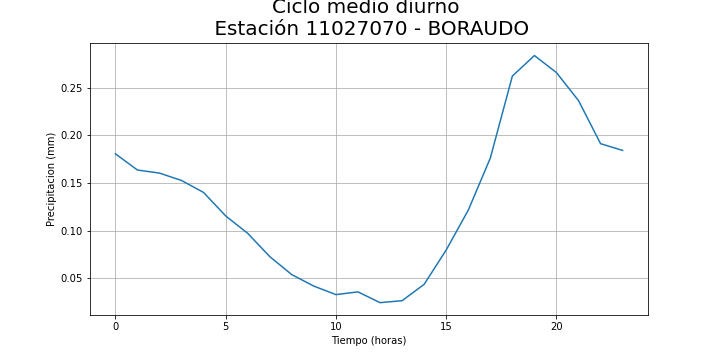 Ciclo medio diurno
Estación 11027070 - BORAUDO
0.25
0.20
0.15
0.10
0.05
Precipitacion (mm)
0 5 10 15 20
Tiempo (horas)